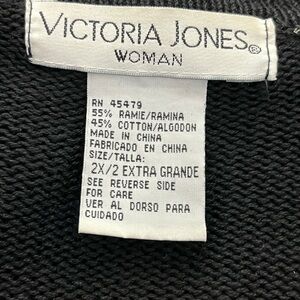 VICTORIA JONES®
WOMAN
RN 45479
55% RAMIE/RAMINA
45% COTTON/ALGODON
MADE IN CHINA
FABRICADO EN CHINA
SIZE/TALLA:
2X/2 EXTRA GRANDE
SEE REVERSE SIDE
FOR CARE
VER AL DORSO PARA
CUIDADO